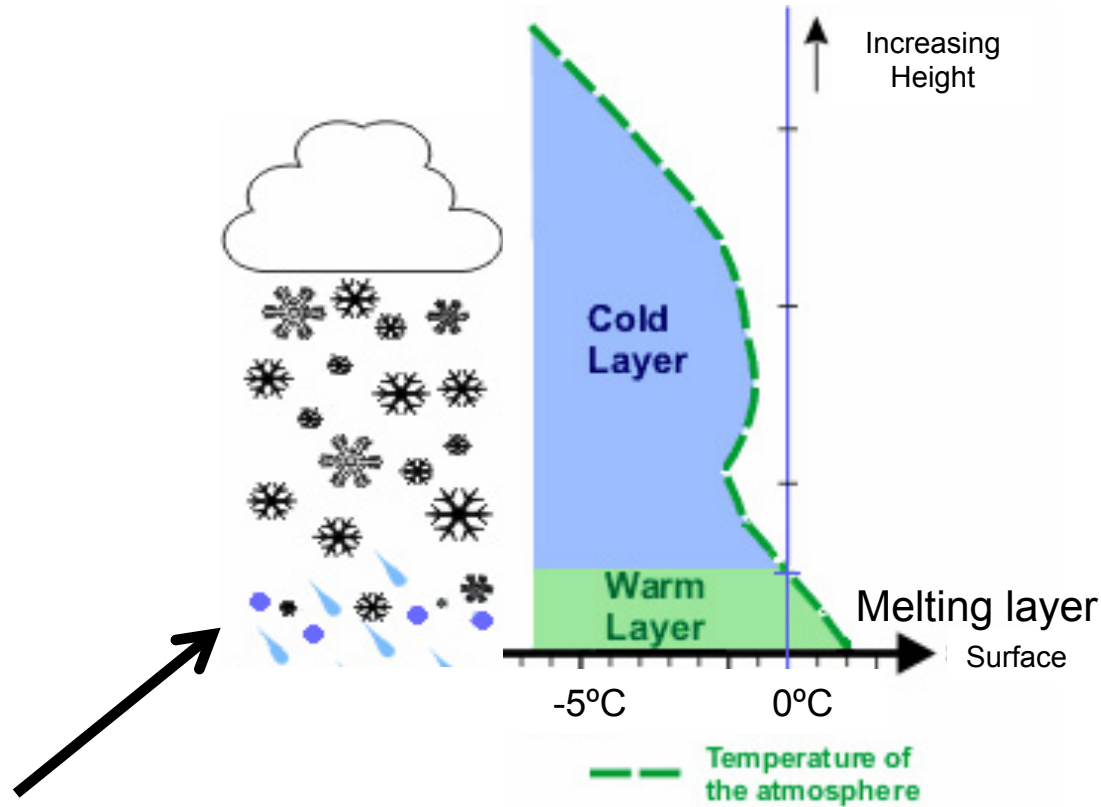 Increasing
Height
Cold
Layer
Warm
Layer
Melting layer
Surface
-5ºC
0ºC
Temperature of
the atmosphere